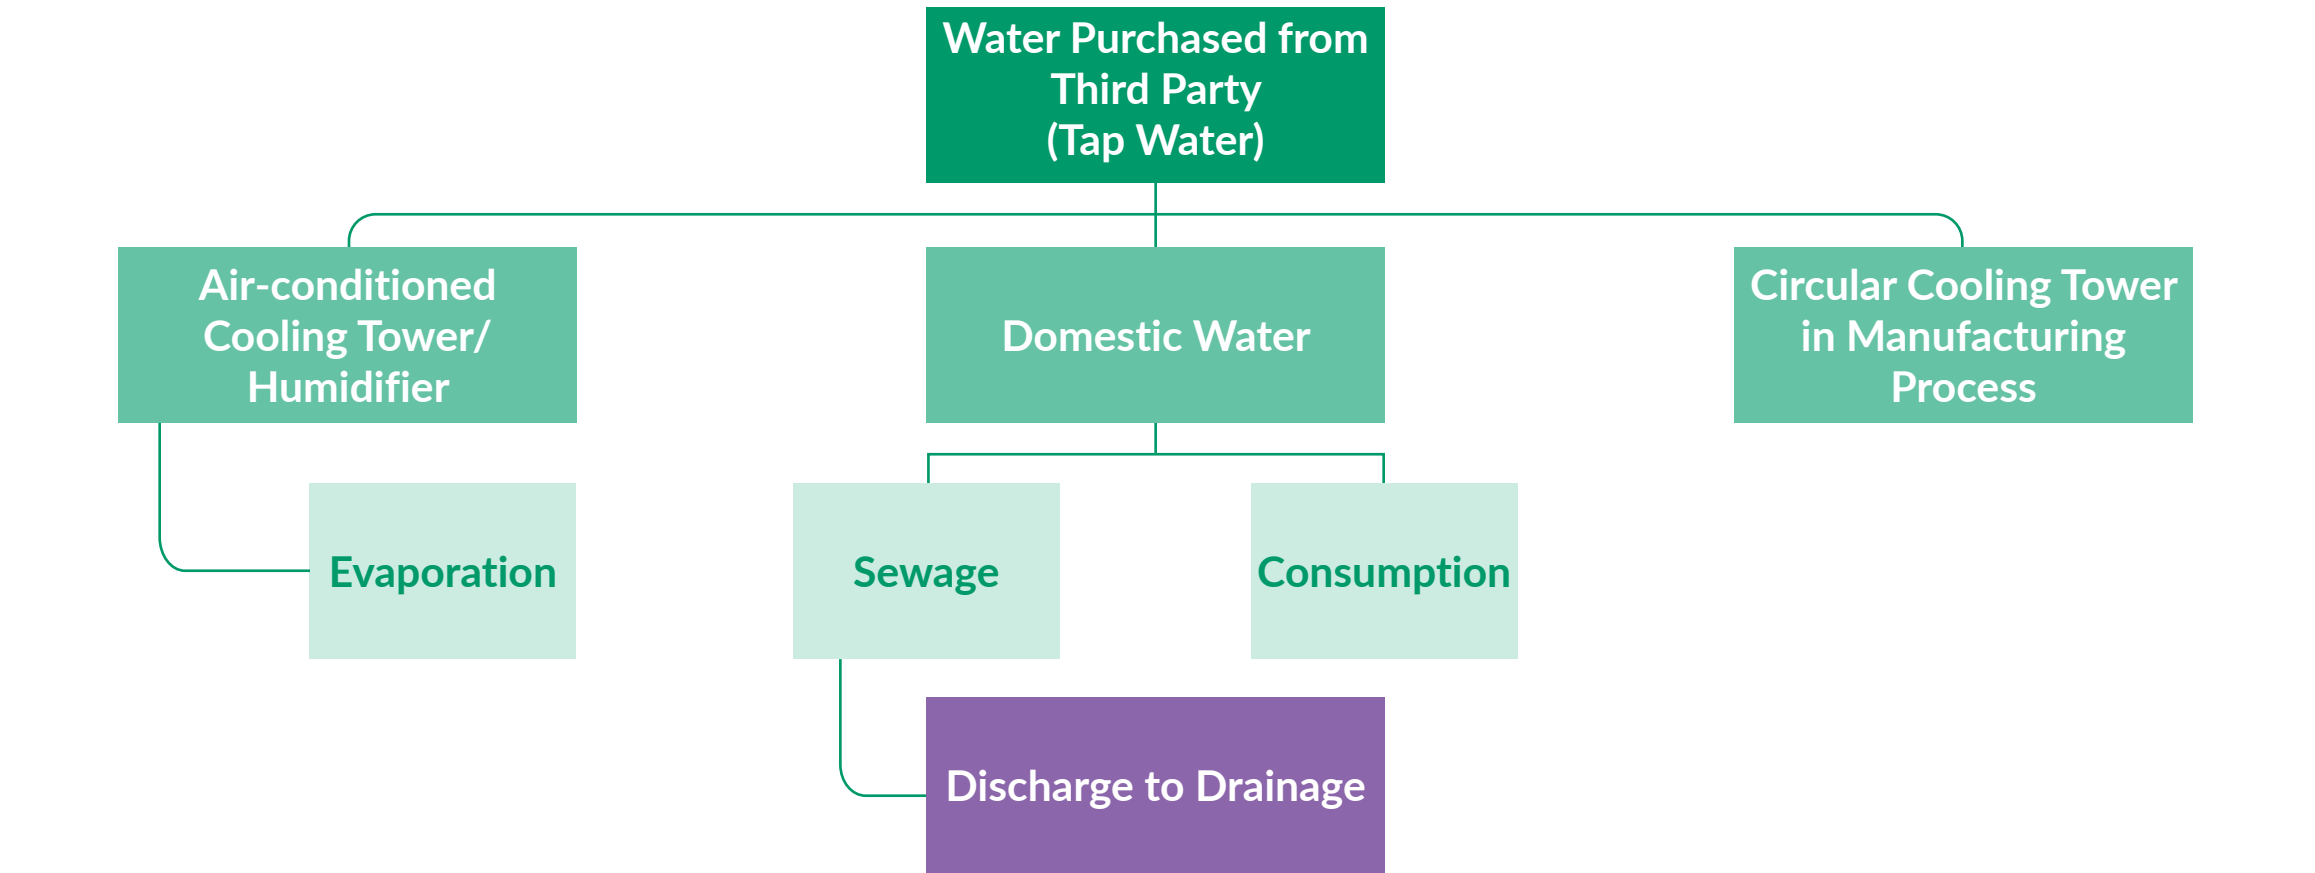 Water Purchased from
Third Party
(Tap Water)
Air-conditioned
Cooling Tower/
Humidifier
Domestic Water
Circular Cooling Tower
in Manufacturing
Process
Evaporation
Sewage
Consumption
Discharge to Drainage